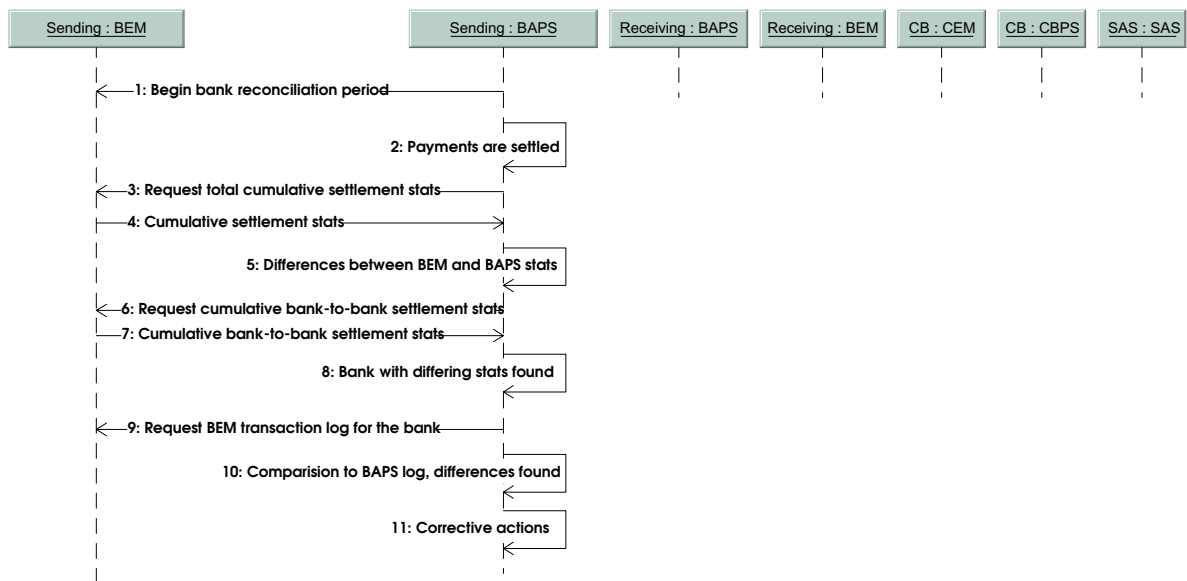 Sending : BEM
Sending : BAPS
Receiving : BAPS
Receiving : BEM
CB : CEM
CB : CBPS
SAS : SAS
1: Begin bank reconciliation period
2: Payments are settled
3: Request total cumulative settlement stats
4: Cumulative settlement stats
5: Differences between BEM and BAPS stats
6: Request cumulative bank-to-bank settlement stats
7: Cumulative bank-to-bank settlement stats
8: Bank with differing stats found
9: Request BEM transaction log for the bank
10: Comparision to BAPS log, differences found
11: Corrective actions